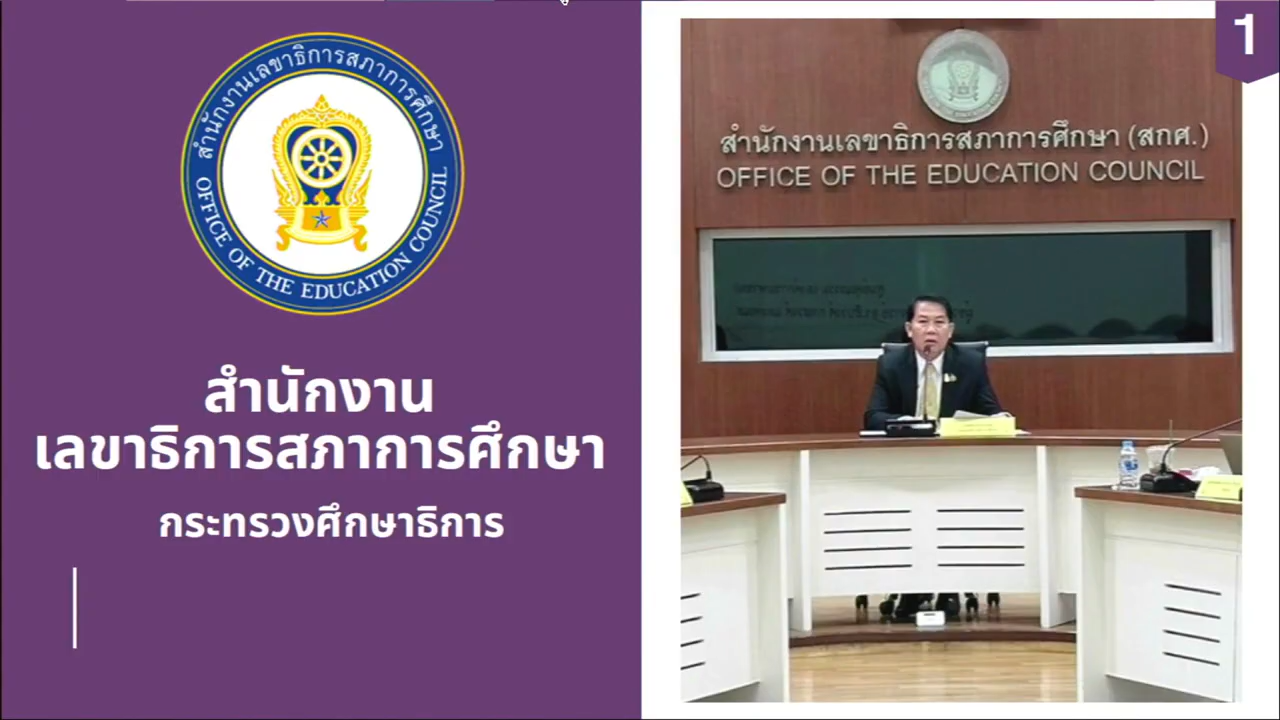 สำนักงานเลขาธิการสภาการศึกษา
OFFICE OF THE EDUCATION COUNCIL
สำนักงาน
เลขาธิการสภาการศึกษา
กระทรวงศึกษาธิการ
1
สำนักงานเลขาธิการสภาการศึกษา (สกศ.)
OFFICE OF THE EDUCATION COUNCIL